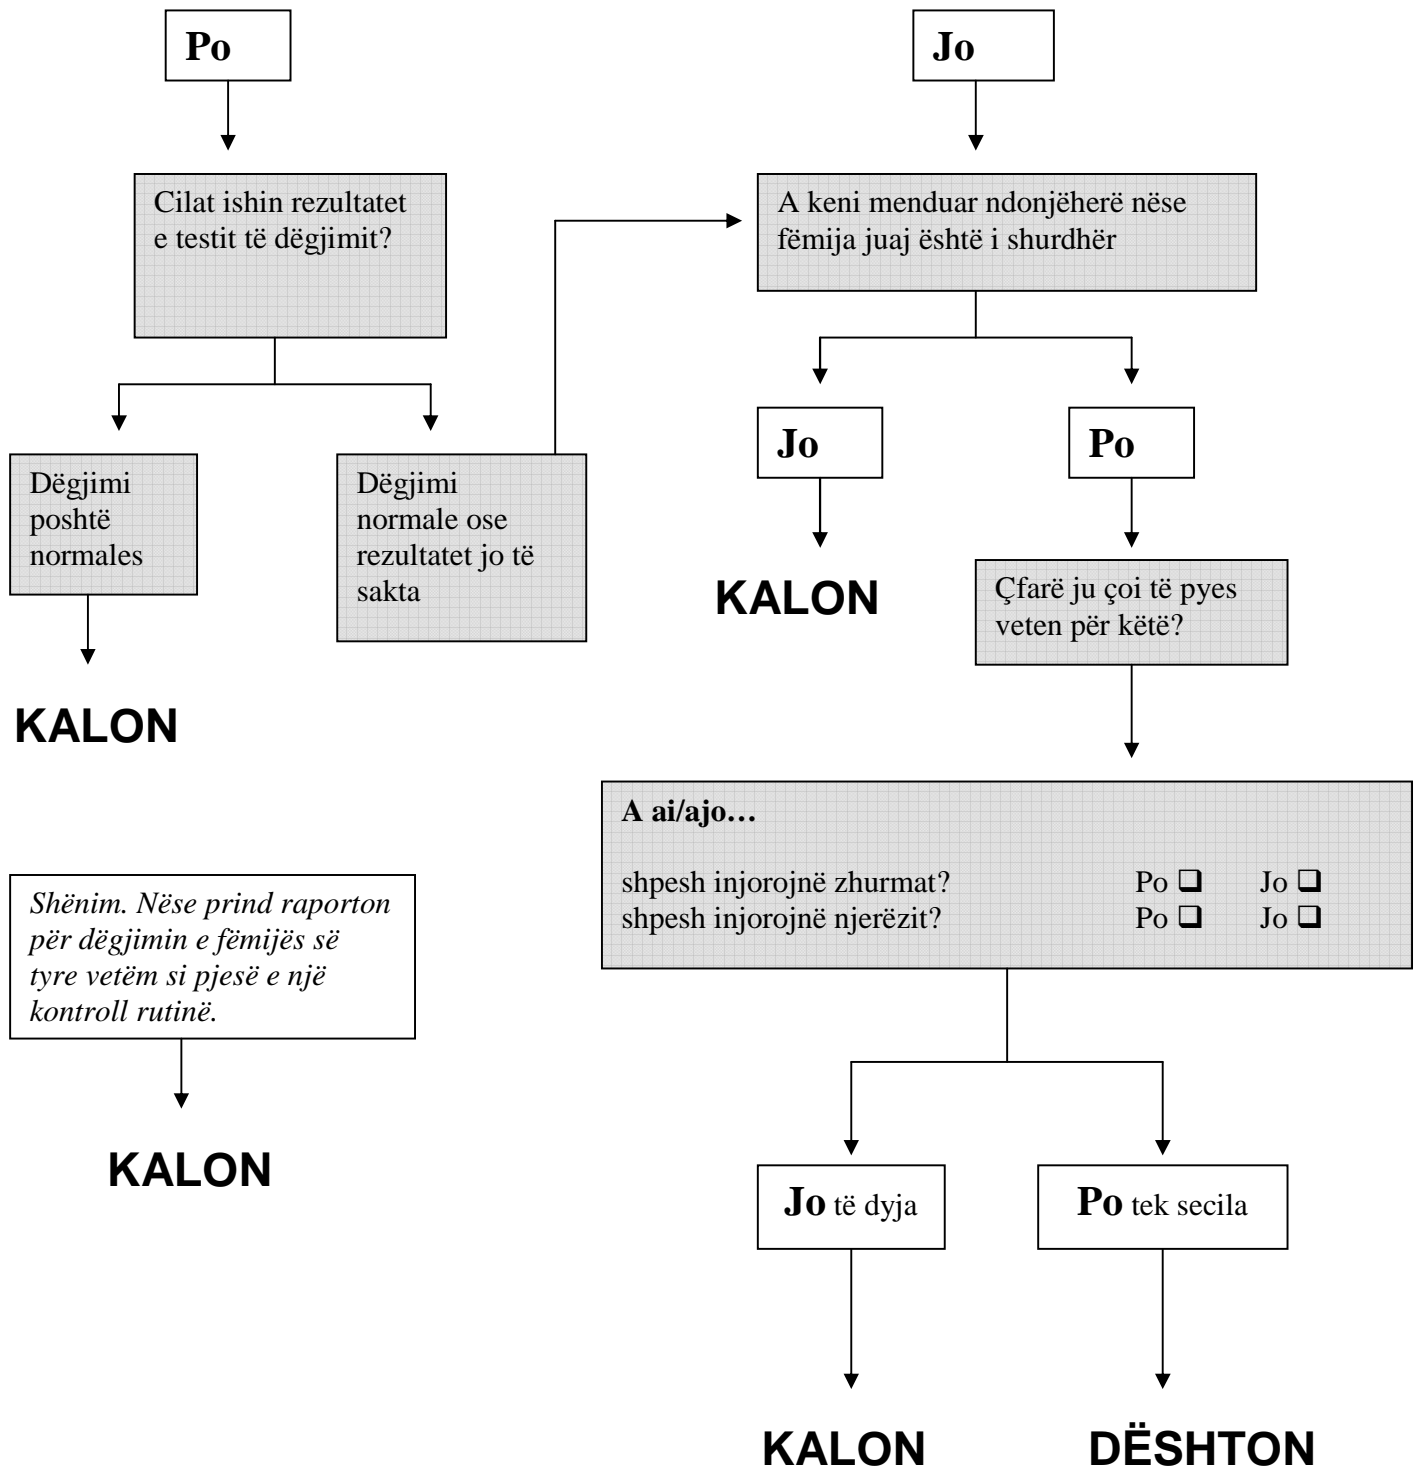 Po
Jo
Cilat ishin rezultatet
e testit të dëgjimit?
A keni menduar ndonjëherë nëse
fëmija juaj është i shurdhër
Jo
Po
Dëgjimi
poshtë
normales
Dëgjimi
normale ose
rezultatet jo të
sakta
KALON
Çfarë ju çoi të pyes
veten për këtë?
KALON
A ai/ajo…
shpesh injorojnë zhurmat? Po ❑ Jo ❑
shpesh injorojnë njerëzit? Po ❑ Jo ❑
Shënim. Nëse prind raporton
për dëgjimin e fëmijës së
tyre vetëm si pjesë e një
kontroll rutinë.
KALON
Jo të dyja
Po tek secila
KALON
DËSHTON